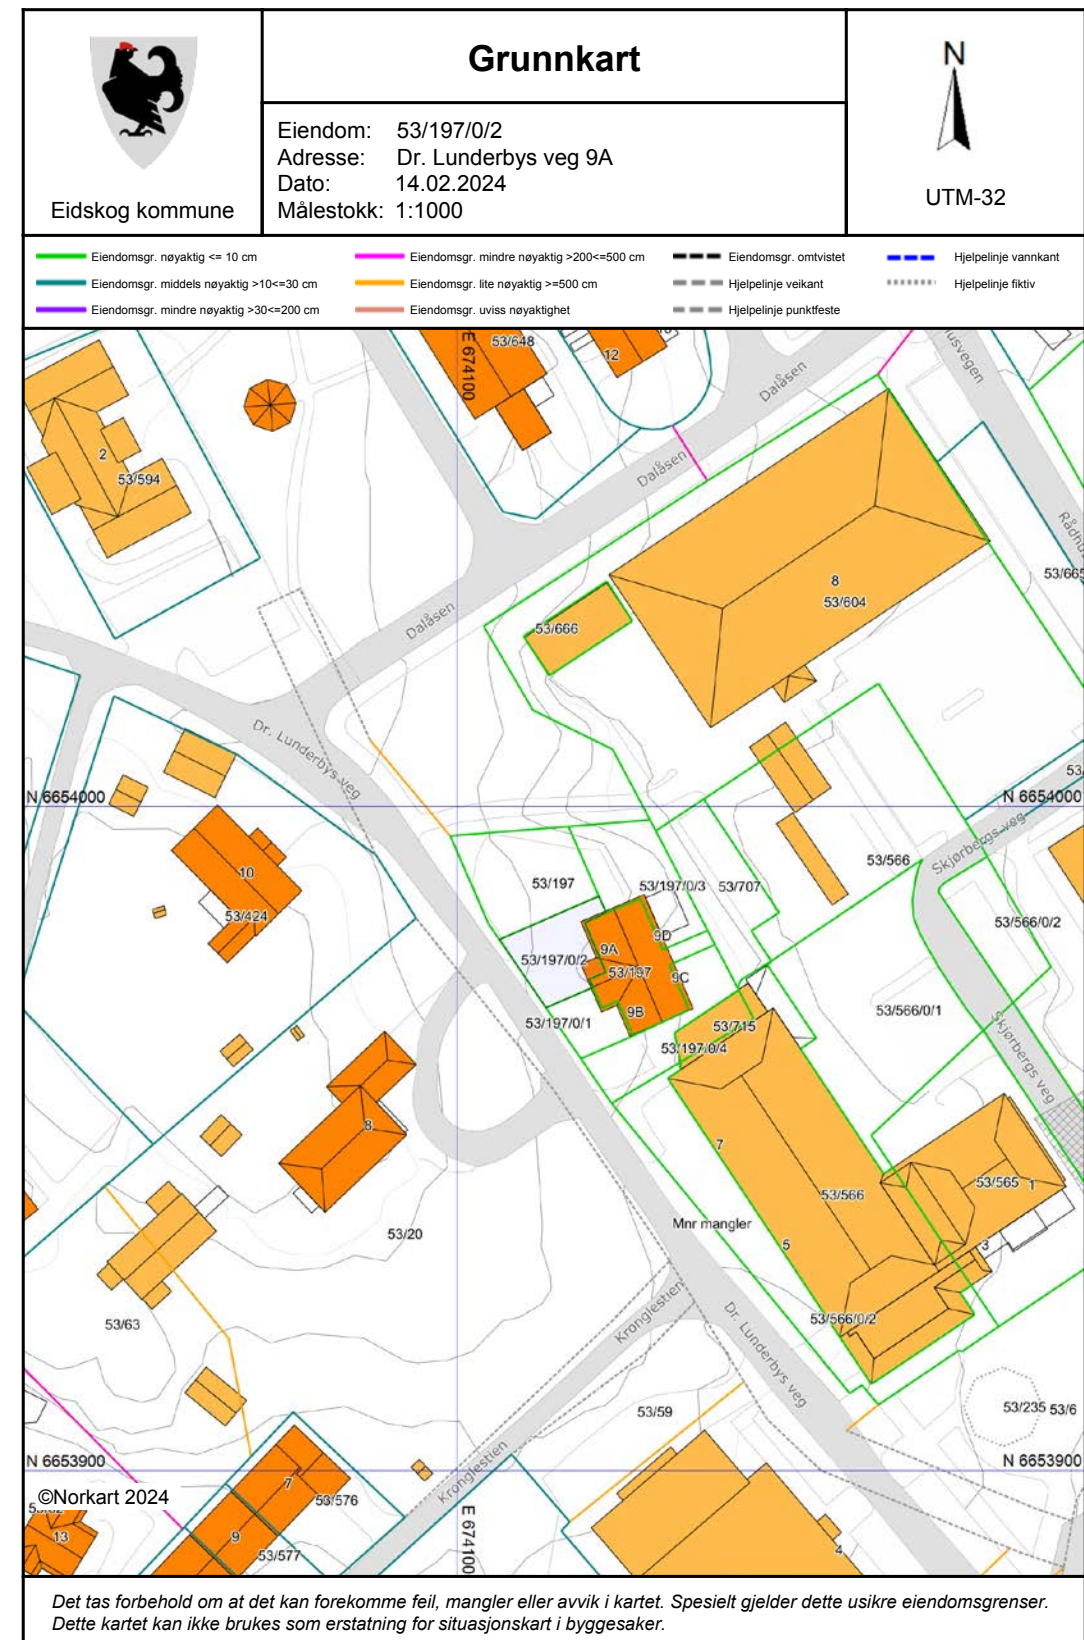 Grunnkart
Eidskog kommune
Eiendom: 53/197/0/2
Adresse: Dr. Lunderbys veg 9A
Dato: 14.02.2024
Målestokk: 1:1000
N
UTM-32
Eiendomsgr. nøyaktig <= 10 cm
Eiendomsgr. middels nøyaktig >10<=30 cm
Eiendomsgr. mindre nøyaktig >30<=200 cm
Eiendomsgr. mindre nøyaktig >200<=500 cm
Eiendomsgr. lite nøyaktig >=500 cm
Eiendomsgr. uviss nøyaktighet
Eiendomsgr. omtvistet
Hjelpelinje veikant
Hjelpelinje punktfeste
Hjelpelinje vannkant
Hjelpelinje fiktiv
E 674100
53/648
12
Dalåsen
Dalåsen
2
53/594
8
53/604
53/665
53/666
Dalåsen
Dr. Lunderbys veg
N 6654000
N 6654000
Skjørbergs veg
53/566
10
53/424
53/197
53/197/0/3
53/707
53/566/0/2
9D
9A
53/197/0/2
53/197
9C
9B
53/566/0/1
53/197/0/1
53/715
53/197/0/4
Skjørbergs veg
8
7
53/566
53/565
1
53/20
Mnr mangler
5
3
53/63
Kronglestien
Dr. Lunderbys veg
53/566/0/2
53/59
53/235
53/6
N 6653900
N 6653900
©Norkart 2024
7
53/576
Kronglestien
E 674100
13
9
53/577
4
Det tas forbehold om at det kan forekomme feil, mangler eller avvik i kartet. Spesielt gjelder dette usikre eiendomsgrenser.
Dette kartet kan ikke brukes som erstatning for situasjonskart i byggesaker.